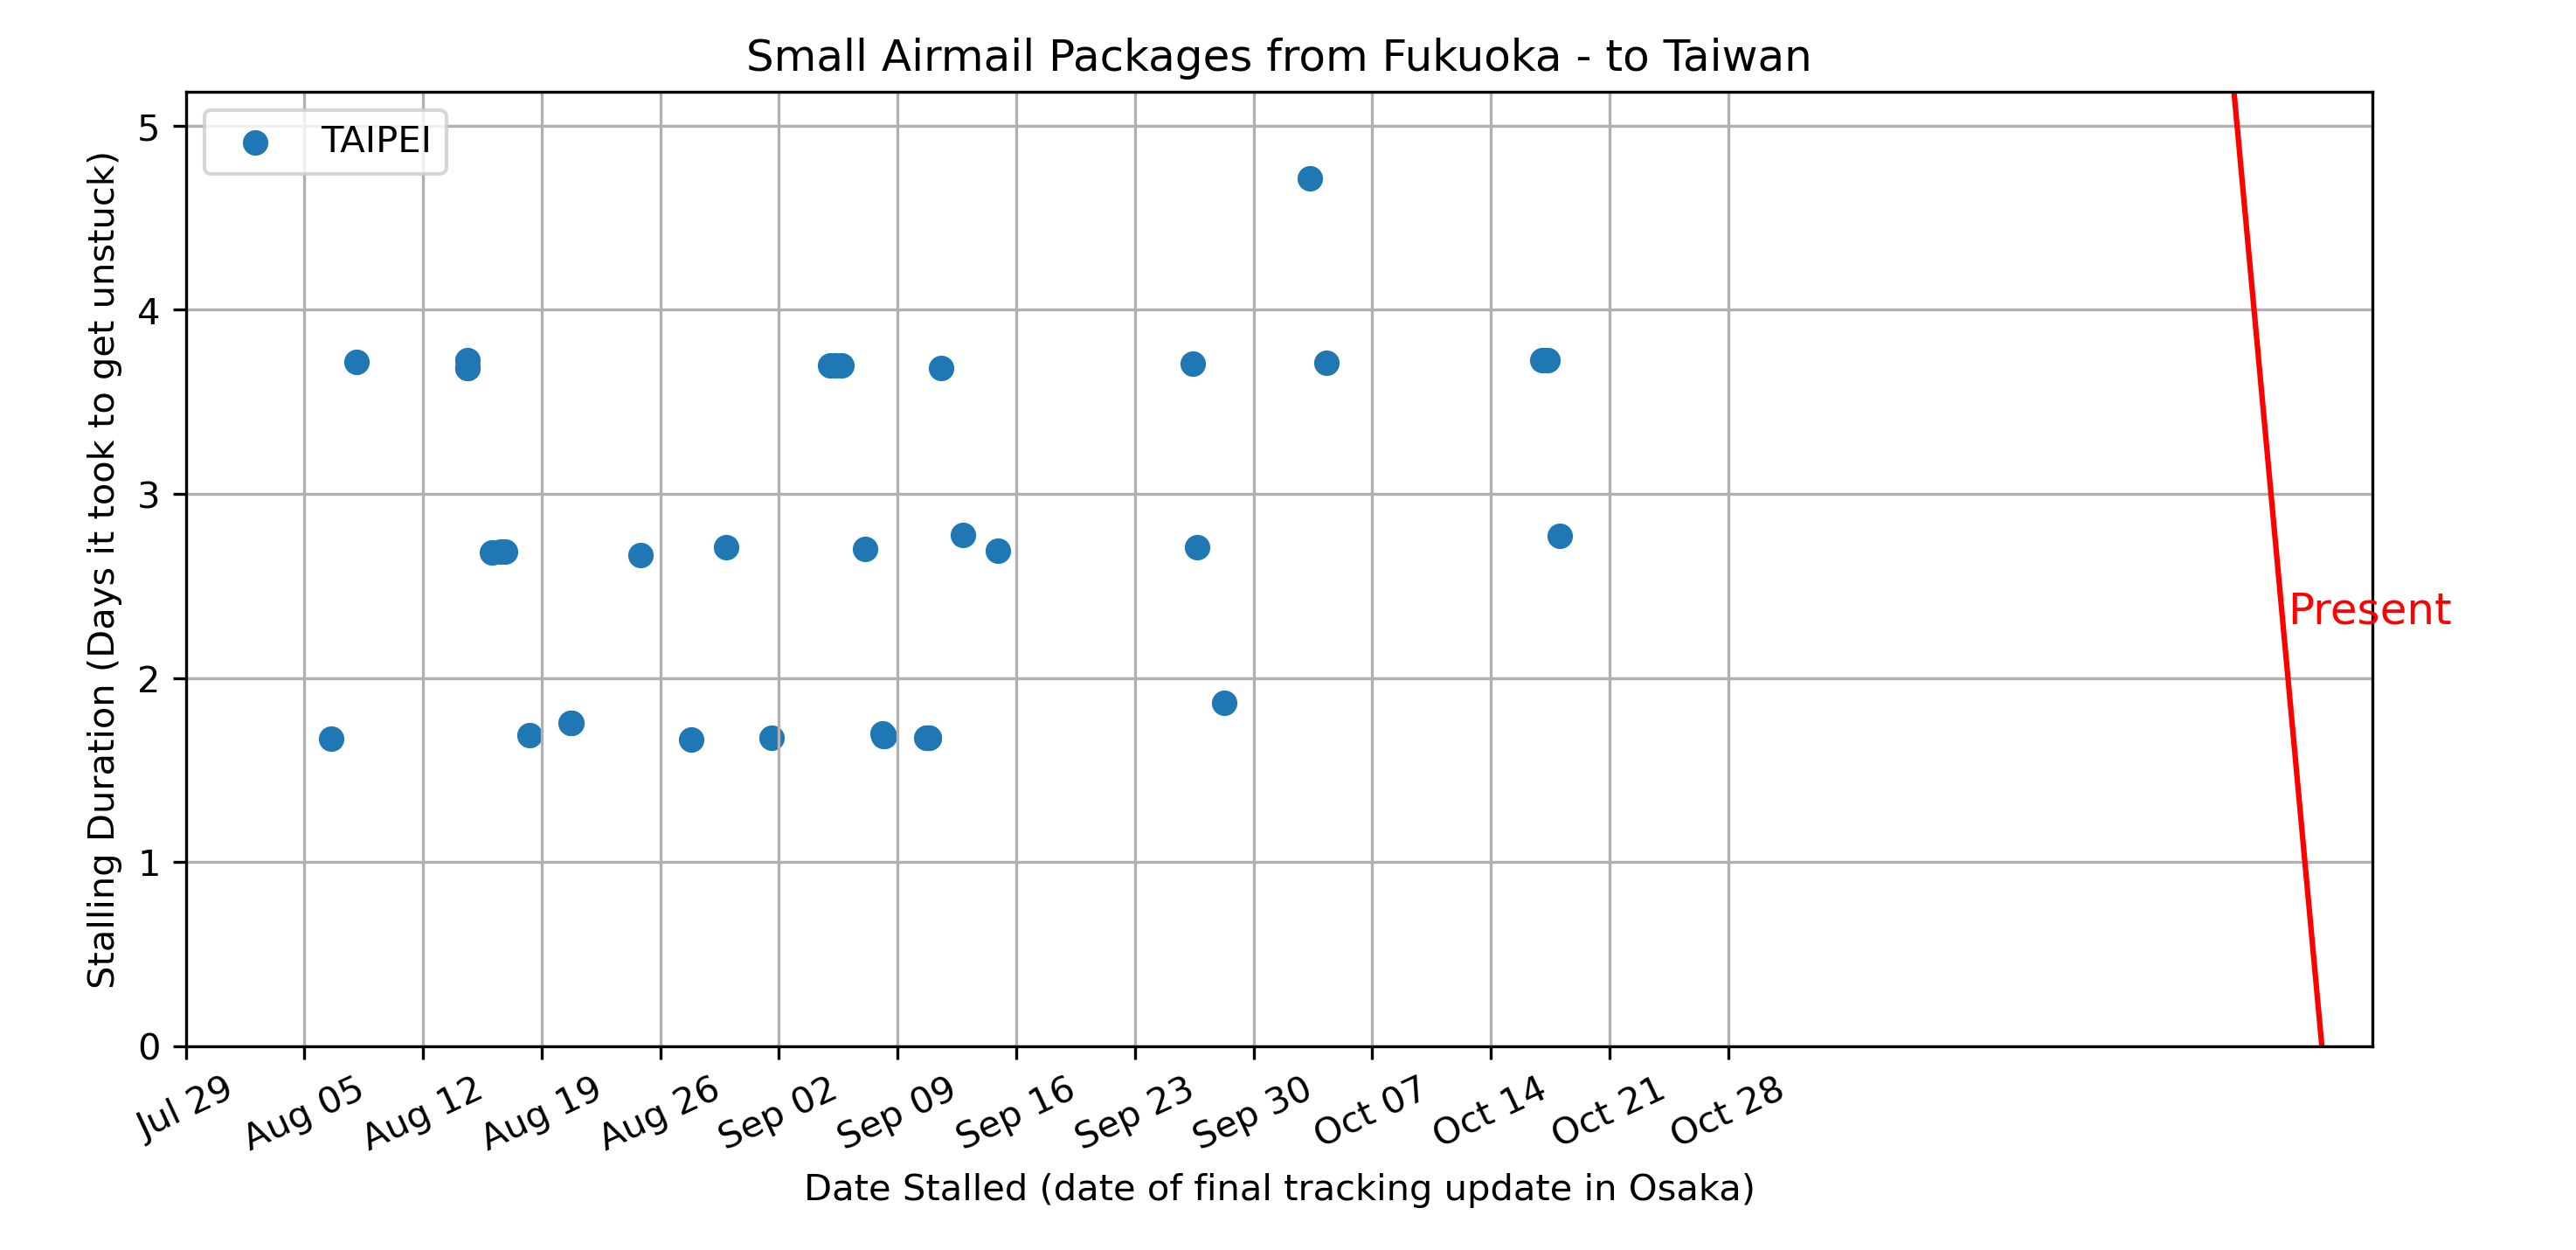 Small Airmail Packages from Fukuoka - to Taiwan
TAIPEI
Stalling Duration (Days it took to get unstuck)
5
4
3
2
1
0
Present
Jul 29
Aug 05
Aug 12
Aug 19
Aug 26
Sep 02
Sep 09
Sep 16
Sep 23
Sep 30
Oct 07
Oct 14
Oct 21
Oct 28
Date Stalled (date of final tracking update in Osaka)